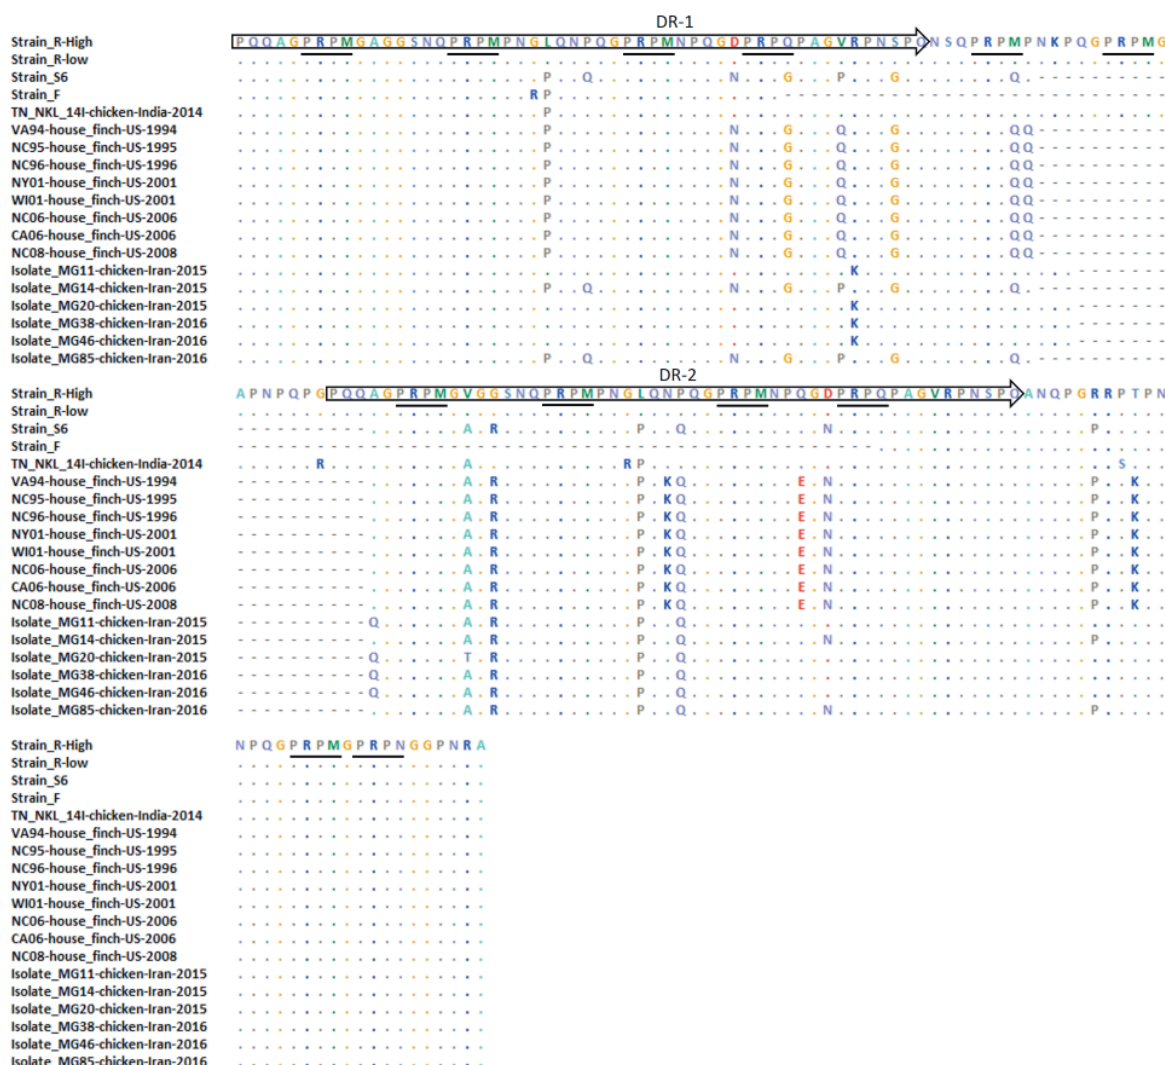 DR-1
Strain_R-High PQQAGPRPMGAGGSNQPRPMPNGLQNPQGPRPMNPQGDPRPQPAGVRPNSPQNSQPRPMPNKPQGPRPMG
Strain_R-low
Strain_S6 P Q N G P G Q
Strain_F R P
TN_NKL_14I-chicken-India-2014 P
VA94-house_finch-US-1994 P N G Q G Q Q
NC95-house_finch-US-1995 P N G Q G Q Q
NC96-house_finch-US-1996 P N G Q G Q Q
NY01-house_finch-US-2001 P N G Q G Q Q
WI01-house_finch-US-2001 P N G Q G Q Q
NC06-house_finch-US-2006 P N G Q G Q Q
CA06-house_finch-US-2006 P N G Q G Q Q
NC08-house_finch-US-2008 P N G Q G Q Q
Isolate_MG11-chicken-Iran-2015 K
Isolate_MG14-chicken-Iran-2015 P Q N G P G Q
Isolate_MG20-chicken-Iran-2015 K
Isolate_MG38-chicken-Iran-2016 K
Isolate_MG46-chicken-Iran-2016 K
Isolate_MG85-chicken-Iran-2016 P Q N G P G Q
DR-2
Strain_R-High APNPQPGPQQAGPRPMGVGGSNQPRPMPNGLQNPQGPRPMNPQGDPRPQPAGVRPNSPQANQPGRRPTPN
Strain_R-low
Strain_S6 A R P Q N P
Strain_F
TN_NKL_14I-chicken-India-2014 R A R P S
VA94-house_finch-US-1994 A R P K Q E N P K
NC95-house_finch-US-1995 A R P K Q E N P K
NC96-house_finch-US-1996 A R P K Q E N P K
NY01-house_finch-US-2001 A R P K Q E N P K
WI01-house_finch-US-2001 A R P K Q E N P K
NC06-house_finch-US-2006 A R P K Q E N P K
CA06-house_finch-US-2006 A R P K Q E N P K
NC08-house_finch-US-2008 A R P K Q E N P K
Isolate_MG11-chicken-Iran-2015 Q A R P Q
Isolate_MG14-chicken-Iran-2015 A R P Q N P
Isolate_MG20-chicken-Iran-2015 Q T R P Q
Isolate_MG38-chicken-Iran-2016 Q A R P Q
Isolate_MG46-chicken-Iran-2016 Q A R P Q
Isolate_MG85-chicken-Iran-2016 A R P Q N P
Strain_R-High NPQGPRPMGPRPNGGPNRA
Strain_R-low
Strain_S6
Strain_F
TN_NKL_14I-chicken-India-2014
VA94-house_finch-US-1994
NC95-house_finch-US-1995
NC96-house_finch-US-1996
NY01-house_finch-US-2001
WI01-house_finch-US-2001
NC06-house_finch-US-2006
CA06-house_finch-US-2006
NC08-house_finch-US-2008
Isolate_MG11-chicken-Iran-2015
Isolate_MG14-chicken-Iran-2015
Isolate_MG20-chicken-Iran-2015
Isolate_MG38-chicken-Iran-2016
Isolate_MG46-chicken-Iran-2016
Isolate_MG85-chicken-Iran-2016